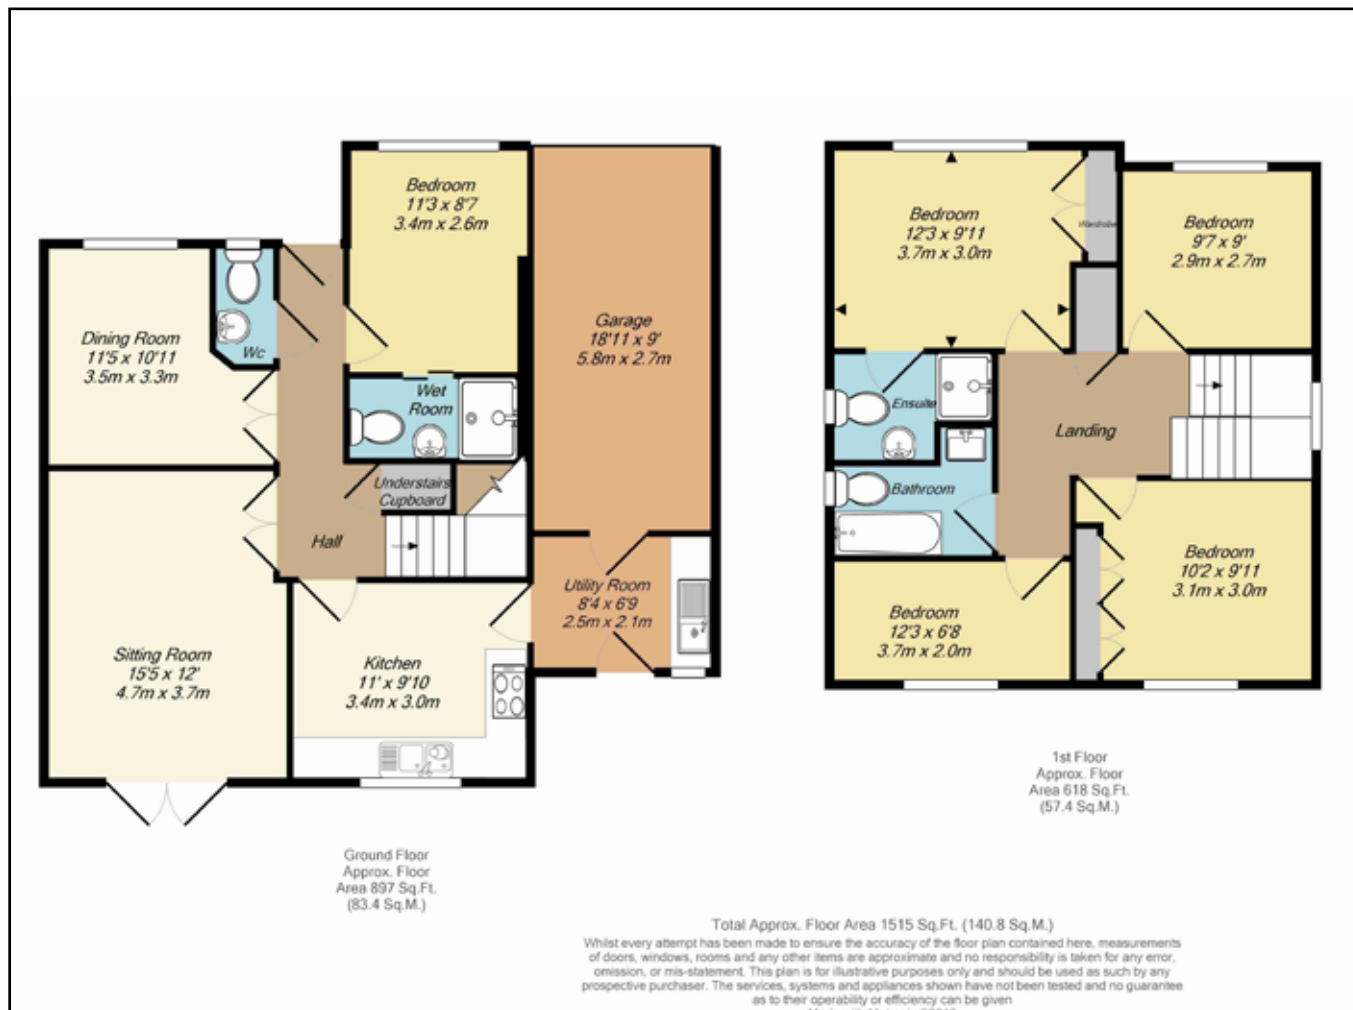 Bedroom
11'3 x 8'7
3.4m x 2.6m
Dining Room
11'5 x 10'11
3.5m x 3.3m
Wc
Garage
18'11 x 9'
5.8m x 2.7m
Wet
Room
Understairs
Cupboard
Hall
Sitting Room
15'5 x 12'
4.7m x 3.7m
Kitchen
11' x 9'10
3.4m x 3.0m
Utility Room
8'4 x 6'9
2.5m x 2.1m
Ground Floor
Approx. Floor
Area 897 Sq.Ft.
(83.4 Sq.M.)
Bedroom
12'3 x 9'11
3.7m x 3.0m
Wardrobe
Bedroom
9'7 x 9'
2.9m x 2.7m
Ensuite
Landing
Bathroom
Bedroom
12'3 x 6'8
3.7m x 2.0m
Bedroom
10'2 x 9'11
3.1m x 3.0m
1st Floor
Approx. Floor
Area 618 Sq.Ft.
(57.4 Sq.M.)
Total Approx. Floor Area 1515 Sq.Ft. (140.8 Sq.M.)
Whilst every attempt has been made to ensure the accuracy of the floor plan contained here, measurements
of doors, windows, rooms and any other items are approximate and no responsibility is taken for any error,
omission, or mis-statement. This plan is for illustrative purposes only and should be used as such by any
prospective purchaser. The services, systems and appliances shown have not been tested and no guarantee
as to their operability or efficiency can be given